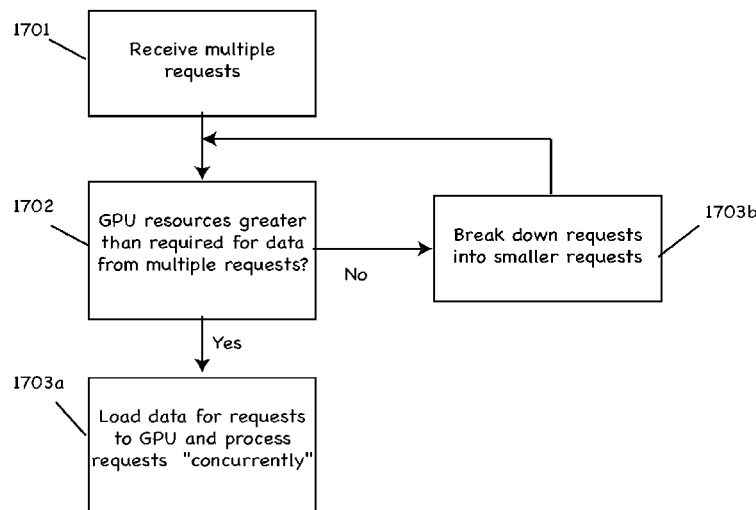 1701
Receive multiple
requests
1702
GPU resources greater
than required for data
from multiple requests?
No
Break down requests
into smaller requests
1703b
Yes
1703a
Load data for requests
to GPU and process
requests "concurrently"